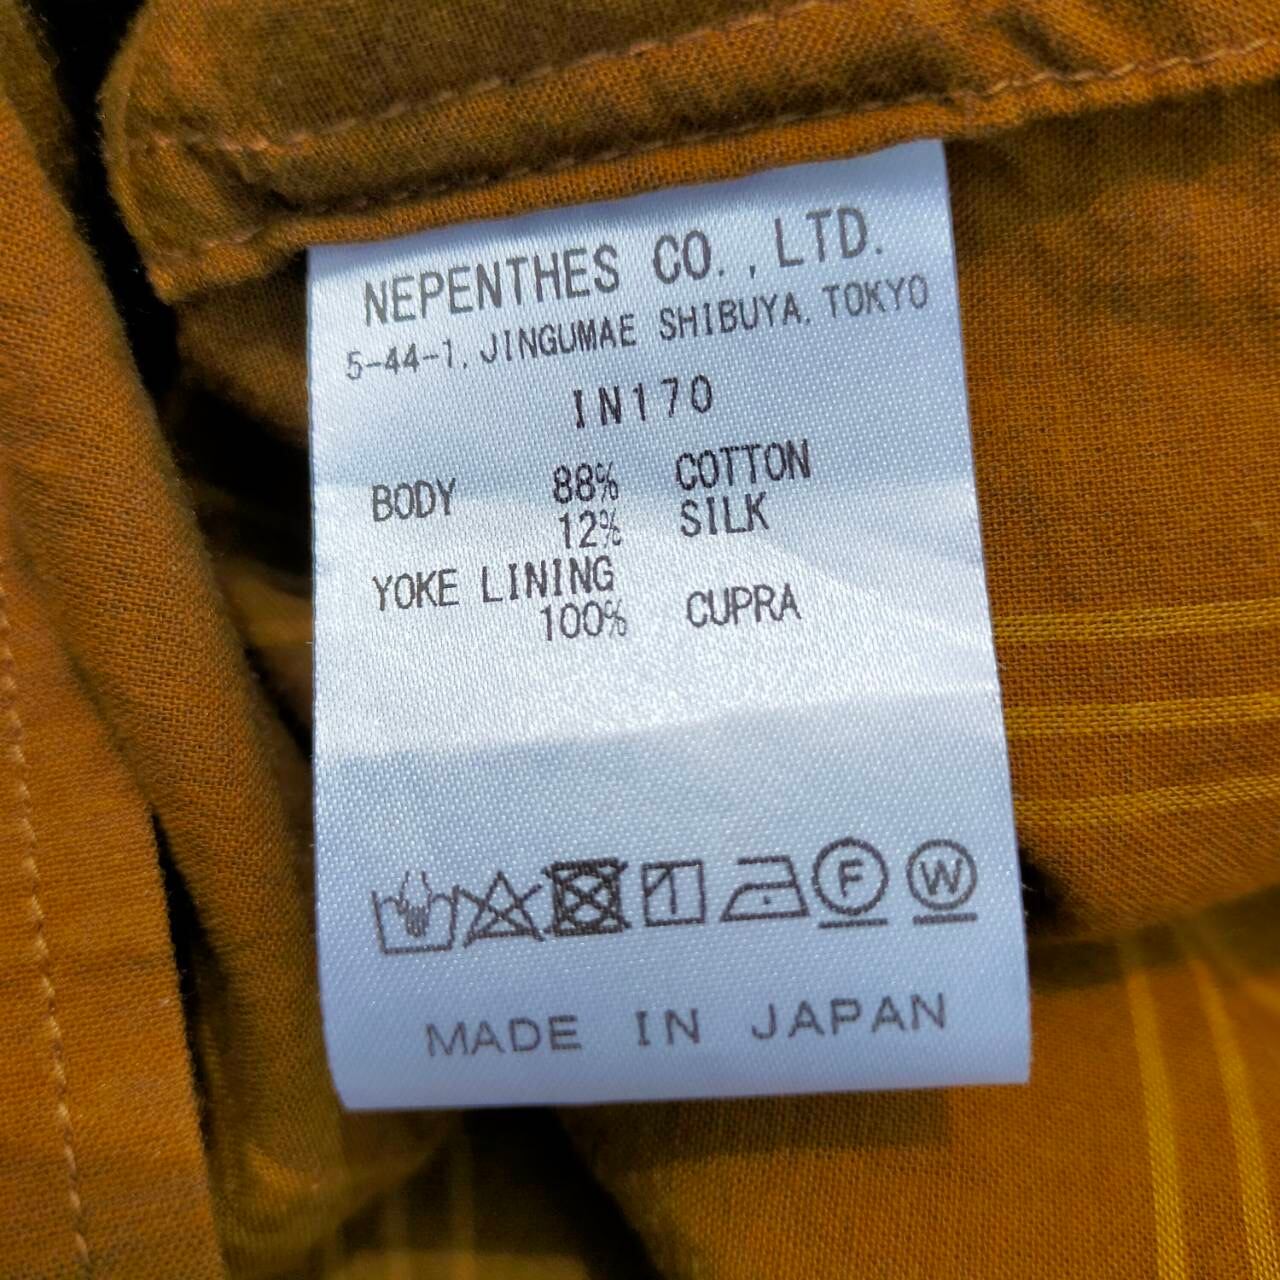 NEPENTHES CO., LTD.
5-44-1, JINGUMAE SHIBUYA, TOKYO
IN170
BODY 88% COTTON
12% SILK
YOKE LINING
100% CUPRA
F W
MADE IN JAPAN